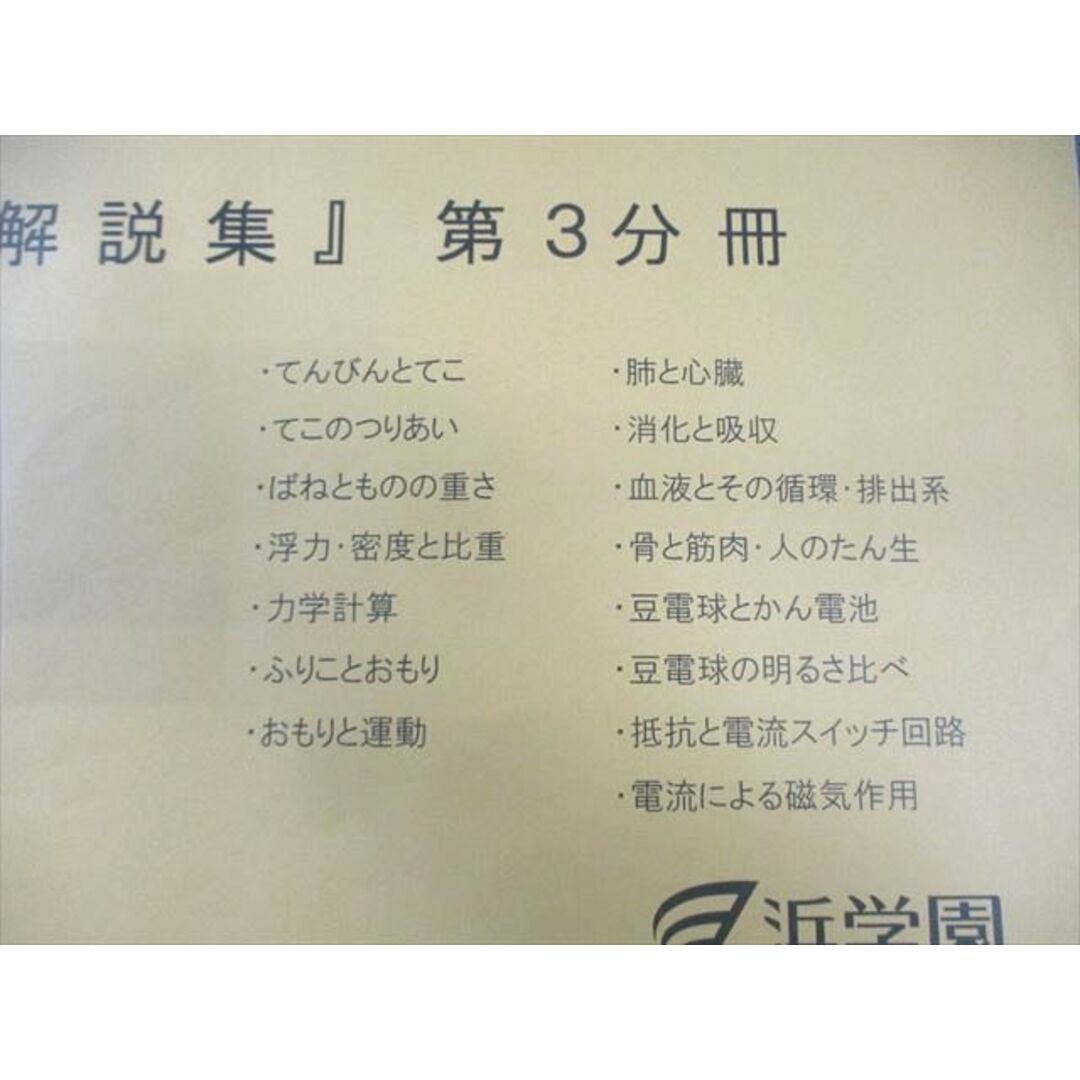 解説集』 第3分冊
・てんびんとてこ
・てこのつりあい
・ばねとものの重さ
・浮力・密度と比重
・力学計算
・ふりことおもり
・おもりと運動
・肺と心臓
・消化と吸収
・血液とその循環・排出系
・骨と筋肉・人のたん生
・豆電球とかん電池
・豆電球の明るさ比べ
・抵抗と電流スイッチ回路
・電流による磁気作用
浜学園